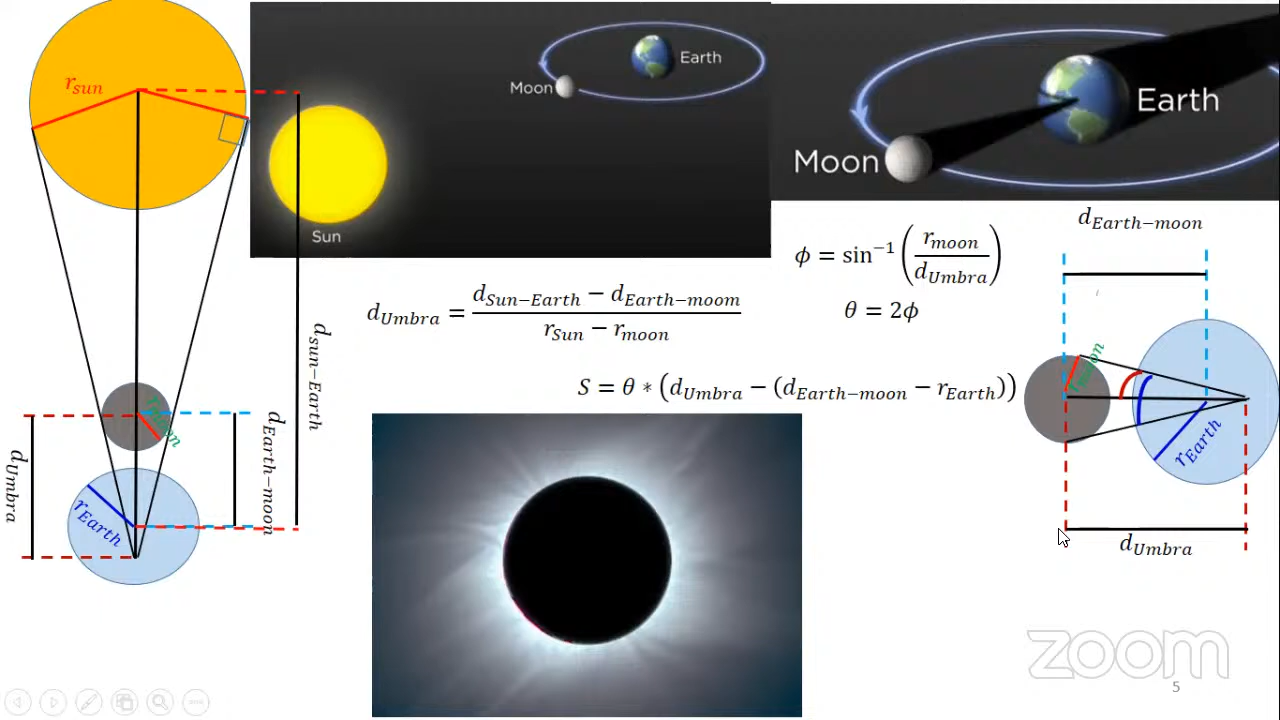 r_sun
Moon
Earth
Sun
Moon
Earth
d_Earth−moon
ϕ = sin⁻¹ (r_moon / d_Umbra)
θ = 2ϕ
d_Umbra = (d_Sun−Earth − d_Earth−moom) / (r_Sun − r_moon)
S = θ * (d_Umbra − (d_Earth−moon − r_Earth))
d_sun−Earth
r_moon
d_Earth−moon
d_Umbra
r_Earth
r_moon
r_Earth
d_Umbra
zoom
5